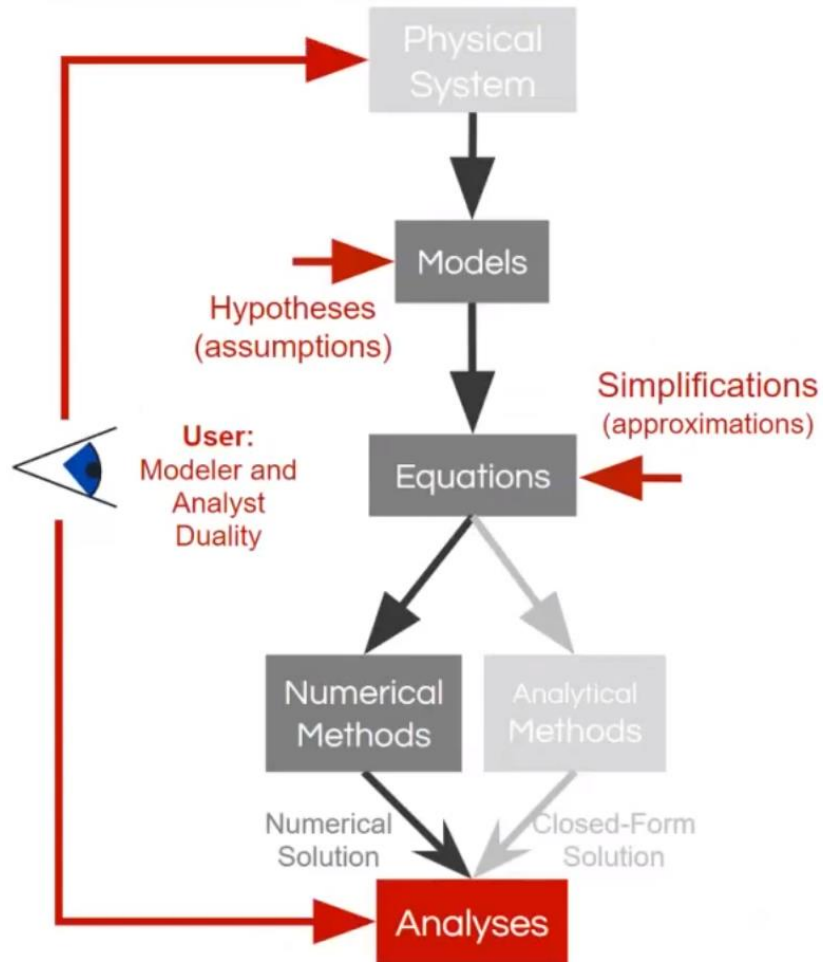 Physical
System
Models
Hypotheses
(assumptions)
Simplifications
(approximations)
User:
Modeler and
Analyst
Duality
Equations
Numerical
Methods
Analytical
Methods
Numerical
Solution
Closed-Form
Solution
Analyses